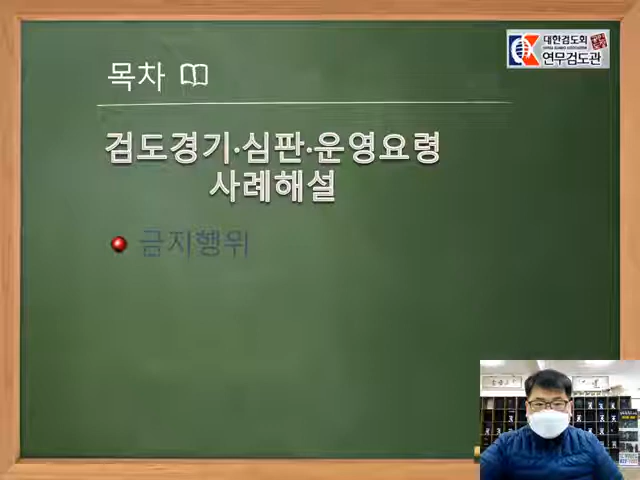 목차
대한검도회
연무검도관
검도경기·심판·운영요령
사례해설
금지행위